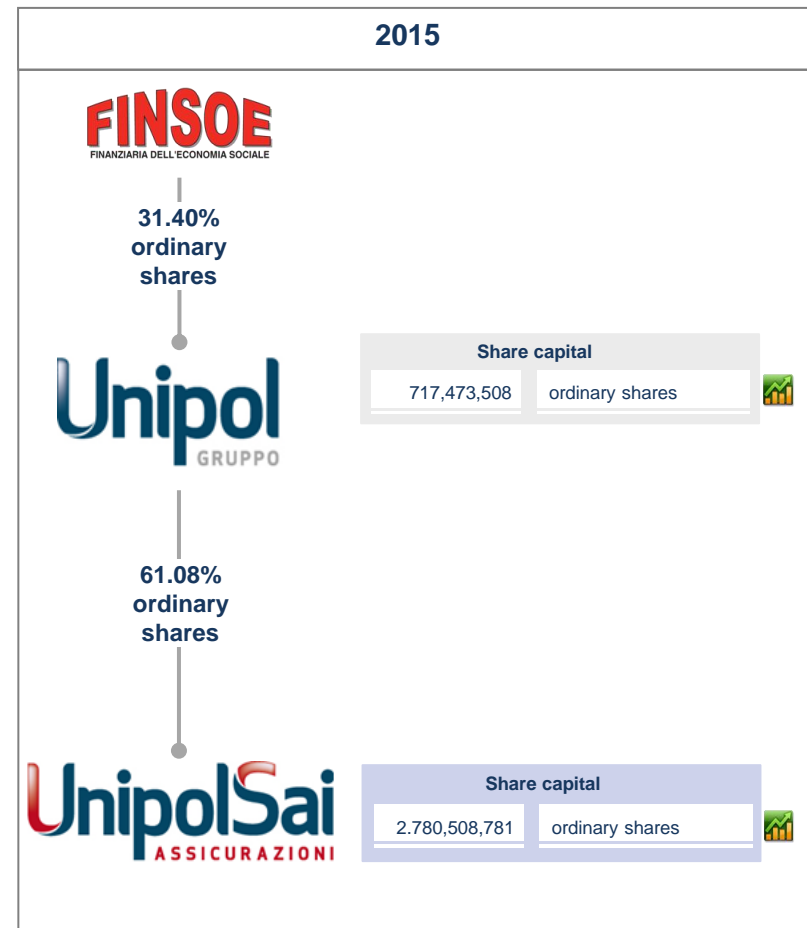 2015
FINSOE
FINANZIARIA DELL'ECONOMIA SOCIALE
31.40%
ordinary
shares
Unipol
GRUPPO
Share capital
717,473,508 ordinary shares
61.08%
ordinary
shares
UnipolSai
ASSICURAZIONI
Share capital
2.780,508,781 ordinary shares